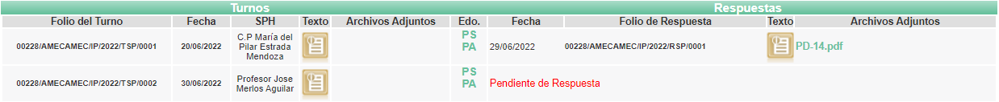 Turnos Respuestas
Folio del Turno Fecha SPH Texto Archivos Adjuntos Edo. Fecha Folio de Respuesta Texto Archivos Adjuntos
00228/AMECAMEC/IP/2022/TSP/0001 20/06/2022 C.P María del Pilar Estrada Mendoza PS PA 29/06/2022 00228/AMECAMEC/IP/2022/RSP/0001 PD-14.pdf
00228/AMECAMEC/IP/2022/TSP/0002 30/06/2022 Profesor Jose Merlos Aguilar PS PA Pendiente de Respuesta